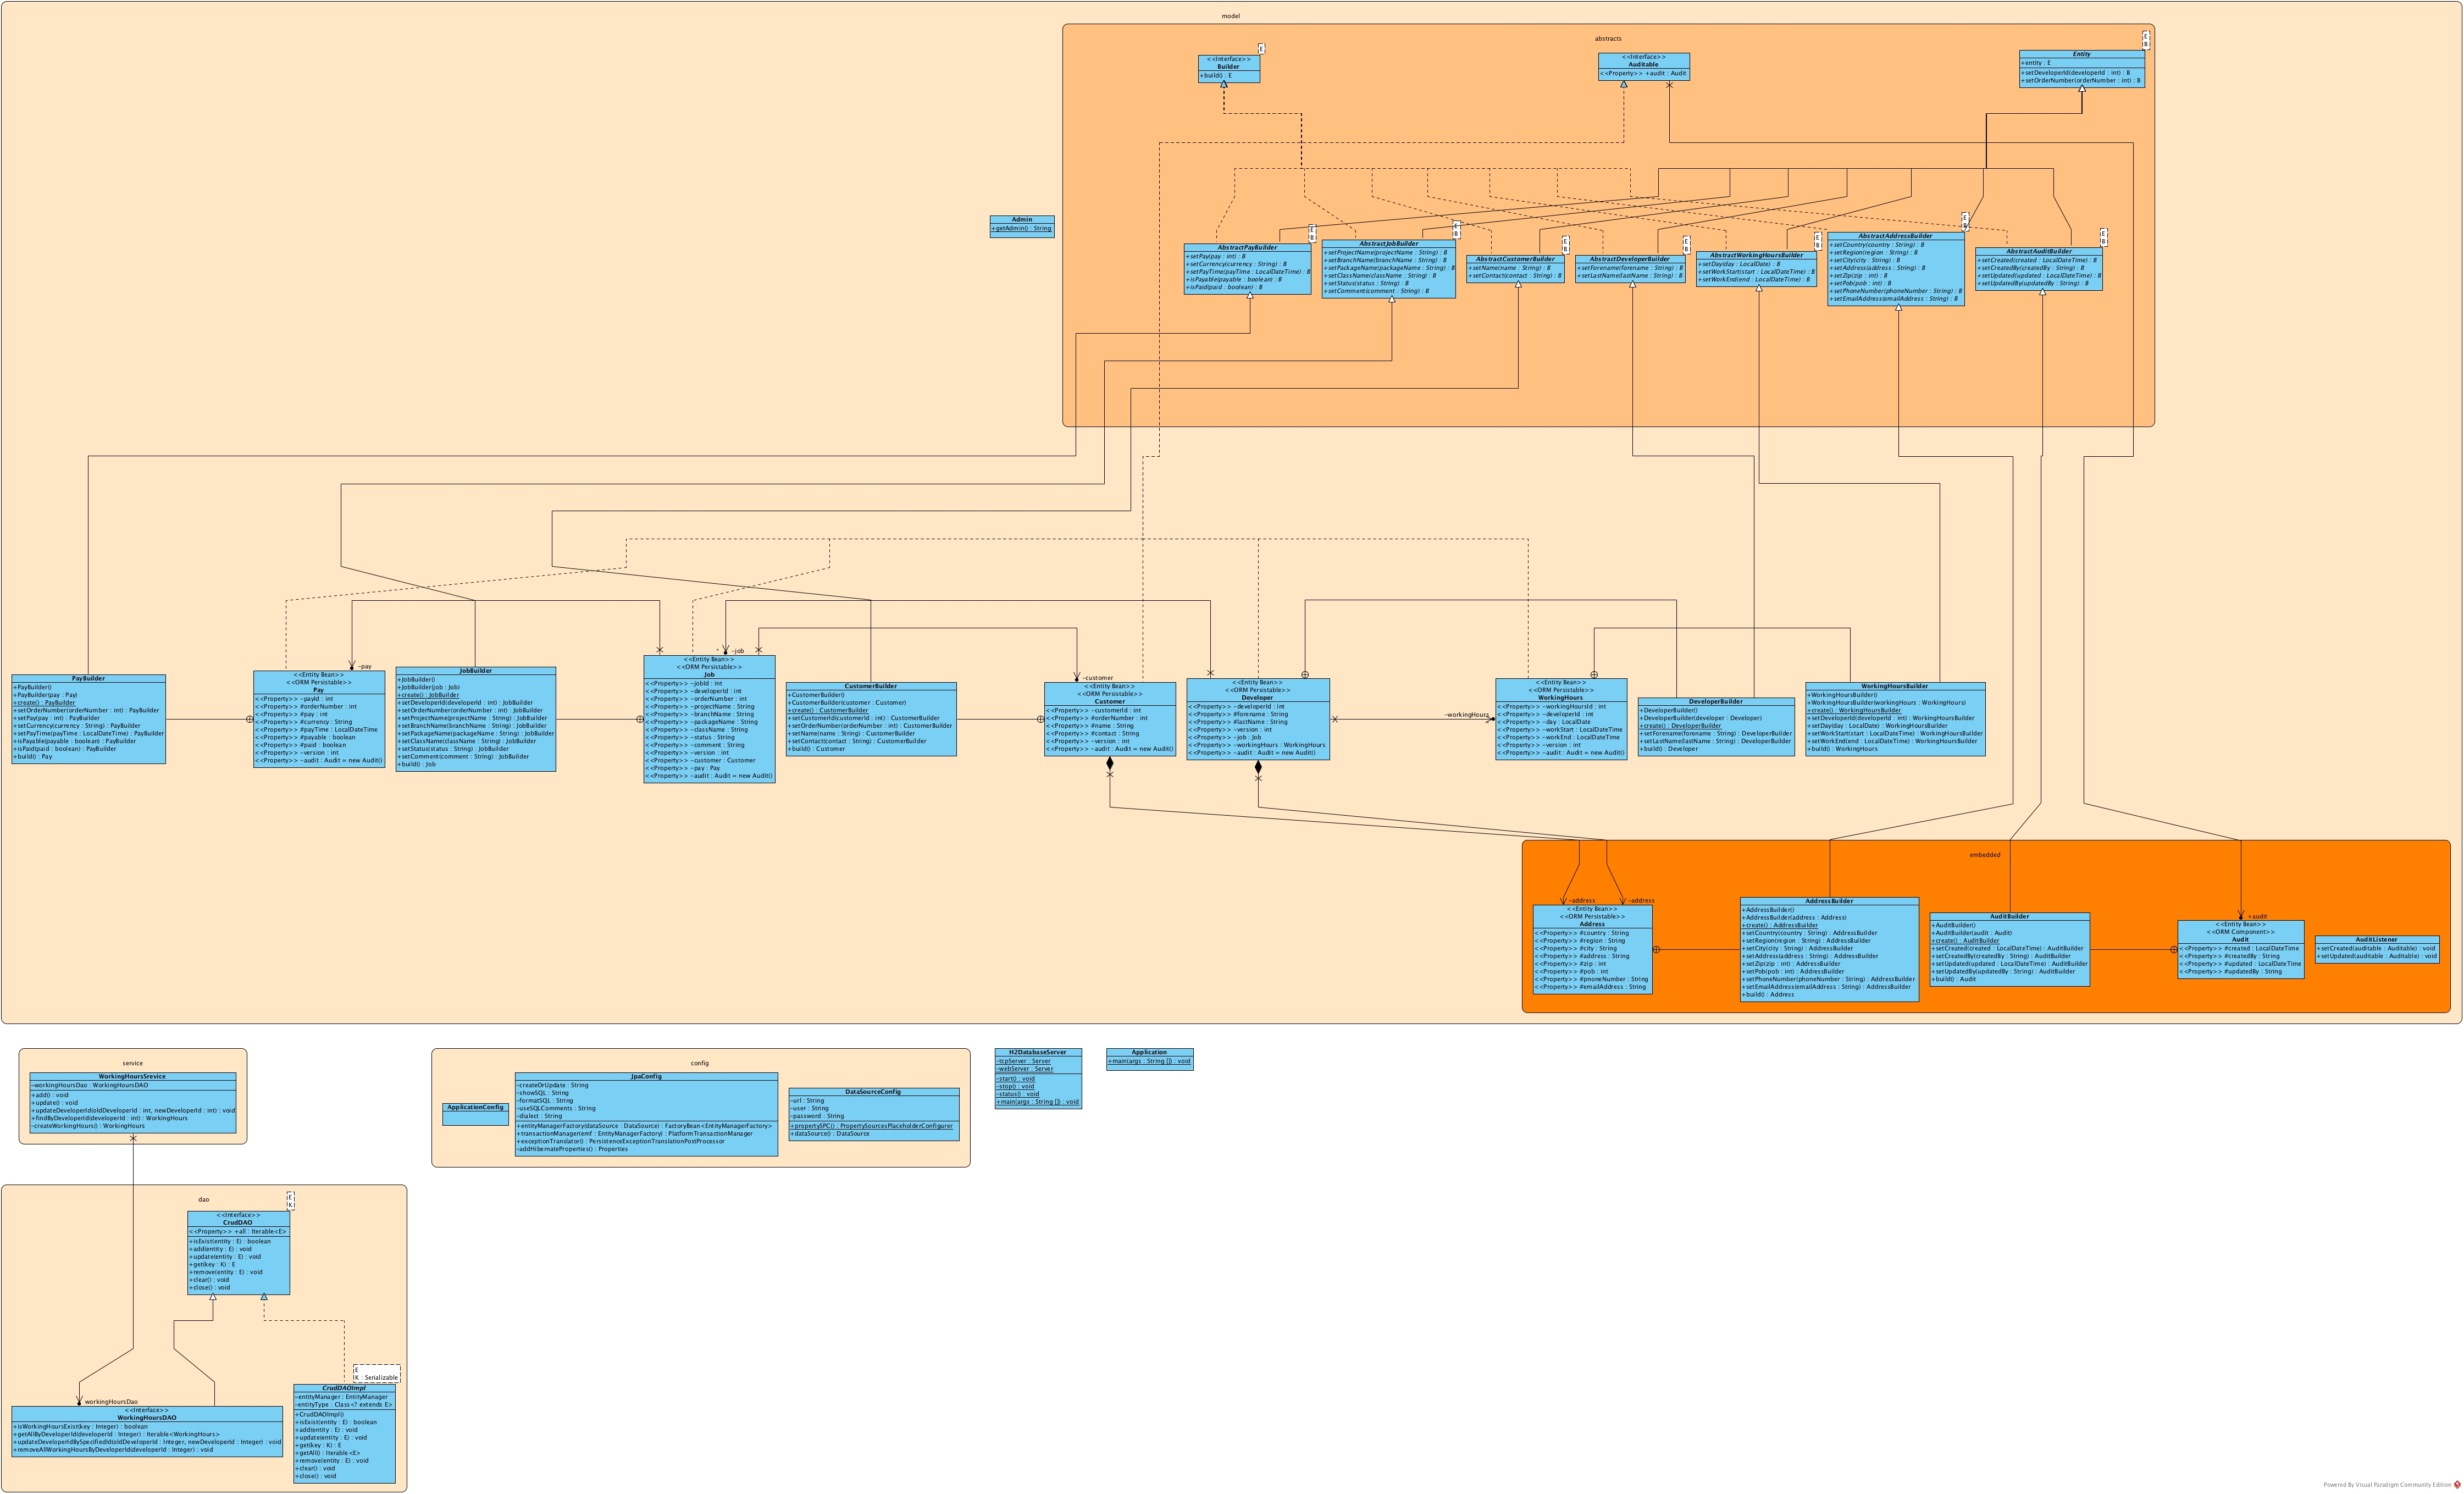 model
abstracts
E
<<Interface>>
Builder
+build() : E
<<Interface>>
Auditable
<<Property>> +audit : Audit
E
B
Entity
+entity : E
+setDeveloperId(developerId : int) : B
+setOrderNumber(orderNumber : int) : B
Admin
+getAdmin() : String
E
B
AbstractPayBuilder
+setPay(pay : int) : B
+setCurrency(currency : String) : B
+setPayTime(payTime : LocalDateTime) : B
+isPayable(payable : boolean) : B
+isPaid(paid : boolean) : B
E
B
AbstractJobBuilder
+setProjectName(projectName : String) : B
+setBranchName(branchName : String) : B
+setPackageName(packageName : String) : B
+setClassName(className : String) : B
+setStatus(status : String) : B
+setComment(comment : String) : B
E
B
AbstractCustomerBuilder
+setName(name : String) : B
+setContact(contact : String) : B
E
B
AbstractDeveloperBuilder
+setForename(forename : String) : B
+setLastName(lastName : String) : B
E
B
AbstractWorkingHoursBuilder
+setDay(day : LocalDate) : B
+setWorkStart(start : LocalDateTime) : B
+setWorkEnd(end : LocalDateTime) : B
E
B
AbstractAddressBuilder
+setCountry(country : String) : B
+setRegion(region : String) : B
+setCity(city : String) : B
+setAddress(address : String) : B
+setZip(zip : int) : B
+setPob(pob : int) : B
+setPhoneNumber(phoneNumber : String) : B
+setEmailAddress(emailAddress : String) : B
E
B
AbstractAuditBuilder
+setCreated(created : LocalDateTime) : B
+setCreatedBy(createdBy : String) : B
+setUpdated(updated : LocalDateTime) : B
+setUpdatedBy(updatedBy : String) : B
PayBuilder
+PayBuilder()
+PayBuilder(pay : Pay)
+create() : PayBuilder
+setOrderNumber(orderNumber : int) : PayBuilder
+setPay(pay : int) : PayBuilder
+setCurrency(currency : String) : PayBuilder
+setPayTime(payTime : LocalDateTime) : PayBuilder
+isPayable(payable : boolean) : PayBuilder
+isPaid(paid : boolean) : PayBuilder
+build() : Pay
-pay
<<Entity Bean>>
<<ORM Persistable>>
Pay
<<Property>> -payId : int
<<Property>> #orderNumber : int
<<Property>> #pay : int
<<Property>> #currency : String
<<Property>> #payTime : LocalDateTime
<<Property>> #payable : boolean
<<Property>> #paid : boolean
<<Property>> -version : int
<<Property>> -audit : Audit = new Audit()
JobBuilder
+JobBuilder()
+JobBuilder(job : Job)
+create() : JobBuilder
+setDeveloperId(developerId : int) : JobBuilder
+setOrderNumber(orderNumber : int) : JobBuilder
+setProjectName(projectName : String) : JobBuilder
+setBranchName(branchName : String) : JobBuilder
+setPackageName(packageName : String) : JobBuilder
+setClassName(className : String) : JobBuilder
+setStatus(status : String) : JobBuilder
+setComment(comment : String) : JobBuilder
+build() : Job
* -job
<<Entity Bean>>
<<ORM Persistable>>
Job
<<Property>> -jobId : int
<<Property>> -developerId : int
<<Property>> -orderNumber : int
<<Property>> -projectName : String
<<Property>> -branchName : String
<<Property>> -packageName : String
<<Property>> -className : String
<<Property>> -status : String
<<Property>> -comment : String
<<Property>> -version : int
<<Property>> -customer : Customer
<<Property>> -pay : Pay
<<Property>> -audit : Audit = new Audit()
CustomerBuilder
+CustomerBuilder()
+CustomerBuilder(customer : Customer)
+create() : CustomerBuilder
+setCustomerId(customerId : int) : CustomerBuilder
+setOrderNumber(orderNumber : int) : CustomerBuilder
+setName(name : String) : CustomerBuilder
+setContact(contact : String) : CustomerBuilder
+build() : Customer
-customer
<<Entity Bean>>
<<ORM Persistable>>
Customer
<<Property>> -customerId : int
<<Property>> #orderNumber : int
<<Property>> #name : String
<<Property>> #contact : String
<<Property>> -version : int
<<Property>> -audit : Audit = new Audit()
<<Entity Bean>>
<<ORM Persistable>>
Developer
<<Property>> -developerId : int
<<Property>> #forename : String
<<Property>> #lastName : String
<<Property>> -version : int
<<Property>> -job : Job
<<Property>> -workingHours : WorkingHours
<<Property>> -audit : Audit = new Audit()
-workingHours
<<Entity Bean>>
<<ORM Persistable>>
WorkingHours
<<Property>> -workingHoursId : int
<<Property>> -developerId : int
<<Property>> -day : LocalDate
<<Property>> -workStart : LocalDateTime
<<Property>> -workEnd : LocalDateTime
<<Property>> -version : int
<<Property>> -audit : Audit = new Audit()
DeveloperBuilder
+DeveloperBuilder()
+DeveloperBuilder(developer : Developer)
+create() : DeveloperBuilder
+setForename(forename : String) : DeveloperBuilder
+setLastName(lastName : String) : DeveloperBuilder
+build() : Developer
WorkingHoursBuilder
+WorkingHoursBuilder()
+WorkingHoursBuilder(workingHours : WorkingHours)
+create() : WorkingHoursBuilder
+setDeveloperId(developerId : int) : WorkingHoursBuilder
+setDay(day : LocalDate) : WorkingHoursBuilder
+setWorkStart(start : LocalDateTime) : WorkingHoursBuilder
+setWorkEnd(end : LocalDateTime) : WorkingHoursBuilder
+build() : WorkingHours
embedded
-address
-address
<<Entity Bean>>
<<ORM Persistable>>
Address
<<Property>> #country : String
<<Property>> #region : String
<<Property>> #city : String
<<Property>> #address : String
<<Property>> #zip : int
<<Property>> #pob : int
<<Property>> #pnoneNumber : String
<<Property>> #emailAddress : String
AddressBuilder
+AddressBuilder()
+AddressBuilder(address : Address)
+create() : AddressBuilder
+setCountry(country : String) : AddressBuilder
+setRegion(region : String) : AddressBuilder
+setCity(city : String) : AddressBuilder
+setAddress(address : String) : AddressBuilder
+setZip(zip : int) : AddressBuilder
+setPob(pob : int) : AddressBuilder
+setPhoneNumber(phoneNumber : String) : AddressBuilder
+setEmailAddress(emailAddress : String) : AddressBuilder
+build() : Address
AuditBuilder
+AuditBuilder()
+AuditBuilder(audit : Audit)
+create() : AuditBuilder
+setCreated(created : LocalDateTime) : AuditBuilder
+setCreatedBy(createdBy : String) : AuditBuilder
+setUpdated(updated : LocalDateTime) : AuditBuilder
+setUpdatedBy(updatedBy : String) : AuditBuilder
+build() : Audit
+audit
<<Entity Bean>>
<<ORM Component>>
Audit
<<Property>> #created : LocalDateTime
<<Property>> #createdBy : String
<<Property>> #updated : LocalDateTime
<<Property>> #updatedBy : String
AuditListener
+setCreated(auditable : Auditable) : void
+setUpdated(auditable : Auditable) : void
service
WorkingHoursSrevice
-workingHoursDao : WorkingHoursDAO
+add() : void
+update() : void
+updateDeveloperId(oldDeveloperId : int, newDeveloperId : int) : void
+findByDeveloperId(developerId : int) : WorkingHours
-createWorkingHours() : WorkingHours
config
ApplicationConfig
JpaConfig
-createOrUpdate : String
-showSQL : String
-formatSQL : String
-useSQLComments : String
-dialect : String
+entityManagerFactory(dataSource : DataSource) : FactoryBean<EntityManagerFactory>
+transactionManager(emf : EntityManagerFactory) : PlatformTransactionManager
+exceptionTranslator() : PersistenceExceptionTranslationPostProcessor
-addHibernateProperties() : Properties
DataSourceConfig
-url : String
-user : String
-password : String
+propertySPC() : PropertySourcesPlaceholderConfigurer
+dataSource() : DataSource
H2DatabaseServer
-tcpServer : Server
-webServer : Server
-start() : void
-stop() : void
-status() : void
+main(args : String []) : void
Application
+main(args : String []) : void
dao
E
K
<<Interface>>
CrudDAO
<<Property>> +all : Iterable<E>
+isExist(entity : E) : boolean
+add(entity : E) : void
+update(entity : E) : void
+get(key : K) : E
+remove(entity : E) : void
+clear() : void
+close() : void
workingHoursDao
<<Interface>>
WorkingHoursDAO
+isWorkingHoursExist(key : Integer) : boolean
+getAllByDeveloperId(developerId : Integer) : Iterable<WorkingHours>
+updateDeveloperIdBySpecifiedId(oldDeveloperId : Integer, newDeveloperId : Integer) : void
+removeAllWorkingHoursByDeveloperId(developerId : Integer) : void
E
K : Serializable
CrudDAOImpl
-entityManager : EntityManager
-entityType : Class<? extends E>
+CrudDAOImpl()
+isExist(entity : E) : boolean
+add(entity : E) : void
+update(entity : E) : void
+get(key : K) : E
+getAll() : Iterable<E>
+remove(entity : E) : void
+clear() : void
+close() : void
Powered By Visual Paradigm Community Edition